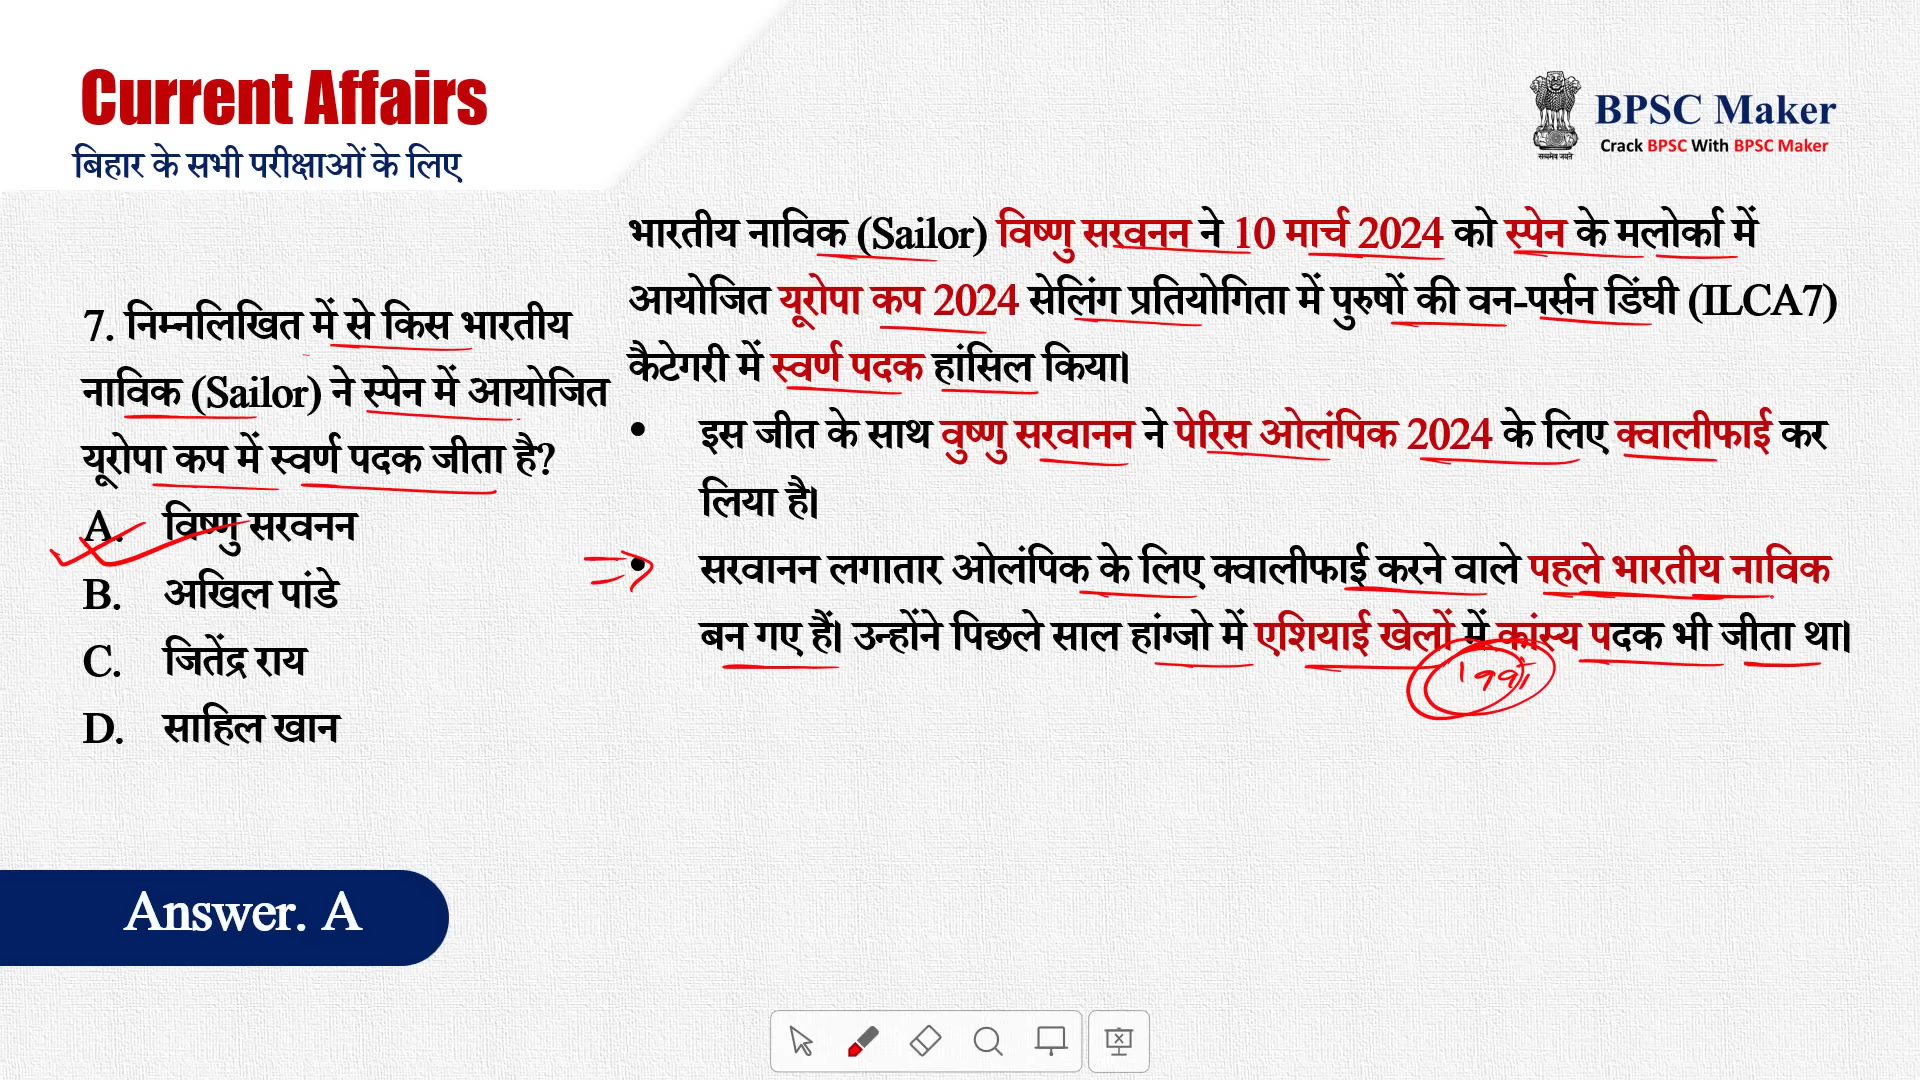 Current Affairs
बिहार के सभी परीक्षाओं के लिए
सत्यमेव जयते
BPSC Maker
Crack BPSC With BPSC Maker
7. निम्नलिखित में से किस भारतीय
नाविक (Sailor) ने स्पेन में आयोजित
यूरोपा कप में स्वर्ण पदक जीता है?
A. विष्णु सरवनन
B. अखिल पांडे
C. जितेंद्र राय
D. साहिल खान
Answer. A
भारतीय नाविक (Sailor) विष्णु सरवनन ने 10 मार्च 2024 को स्पेन के मलोर्का में
आयोजित यूरोपा कप 2024 सेलिंग प्रतियोगिता में पुरुषों की वन-पर्सन डिंघी (ILCA7)
कैटेगरी में स्वर्ण पदक हांसिल किया।
• इस जीत के साथ वुष्णु सरवानन ने पेरिस ओलंपिक 2024 के लिए क्वालीफाई कर
लिया है।
• सरवानन लगातार ओलंपिक के लिए क्वालीफाई करने वाले पहले भारतीय नाविक
बन गए हैं। उन्होंने पिछले साल हांग्जो में एशियाई खेलों में कांस्य पदक भी जीता था।